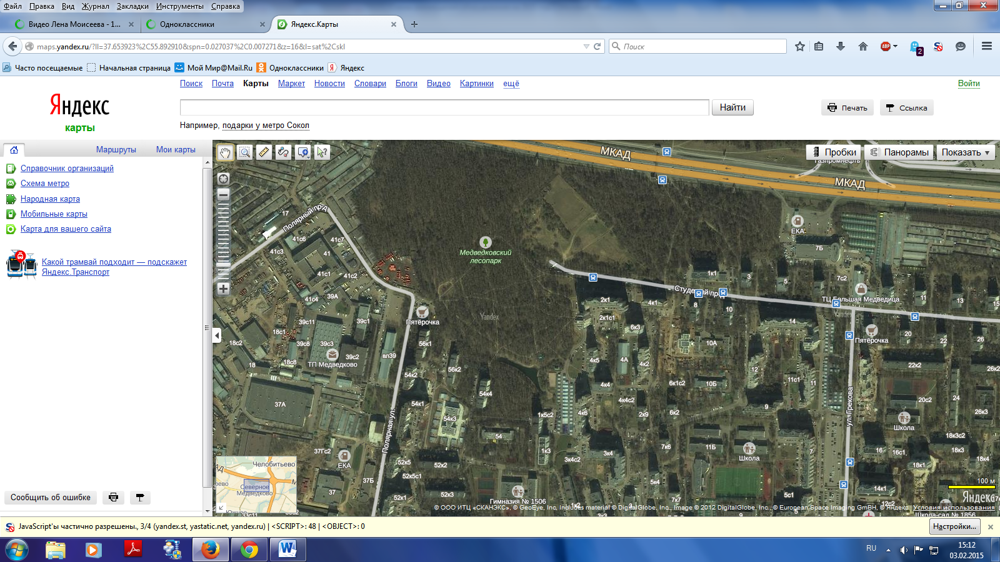 Файл Правка Вид Журнал Закладки Инструменты Справка
Видео Лена Моисеева - 1...
Одноклассники
Яндекс.Карты
maps.yandex.ru/?ll=37.653923%2C55.892910&spn=0.027037%2C0.007271&z=16&l=sat%2Cskl
Поиск
ABP
2
Часто посещаемые Начальная страница Мой Мир@Mail.Ru Одноклассники Яндекс
Поиск Почта Карты Маркет Новости Словари Блоги Видео Картинки ещё
Войти
Яндекс
карты
Найти
Печать
Ссылка
Например, подарки у метро Сокол
Маршруты
Мои карты
Справочник организаций
Схема метро
Народная карта
Мобильные карты
Карта для вашего сайта
Какой трамвай подходит — подскажет
Яндекс.Транспорт
Сообщить об ошибке
Пробки
Панорамы
Показать
МКАД
Газпромнефть
МКАД
17
Полярный пр-д
41с6
41с7
41с3
41
41с1
41с2
39А
41с4
39с11
39с1
18с1
18с2
39с8
39с3
18
18с8
39с2
ТП Медведково
вл39
37А
Медведковский
лесопарк
Пятёрочка
56к1
54к2
56к2
54к4
54к1
54к3
54
Полярная ул.
37Гс2
ЕКА
52к5
52к2
52к5с1
37Б
37
52к1
52к3
Гимназия № 1506
Yandex
ЕКА
7Б
1к1
3
5
7с2
ТЦ Большая Медведица
11
13
15
2к1
4к1
8
10
2к1с1
6к3
14
Yandex
Пятёрочка
20
22
26
10А
4к5
4А
4к2
12
11с1
11
22к2
26к2
4к4
6к1с2
10Б
4к4с2
20с2
24
1к5с2
4к6
2к9
6к2
9
ул. Грекова
Школа
26к3
1к3
3к4с2
3к4
7к6
11Б
Школа
7
16
16с1
18к3с2
18к3
18к1
18к4
5к4
7к7
5с1
14к1
12с2
1к2
3к3
9
5
100 м
Яндекс
Челобитьево
Северное
Медведково
33с11
© ООО ИТЦ «СКАНЭКС», © GeoEye, Inc, Includes material © DigitalGlobe, Inc., Image © 2012 DigitalGlobe, Inc., © European Space Imaging GmBH, © Яндекс Условия использования
Школа-сад № 1856
JavaScript'ы частично разрешены., 3/4 (yandex.st, yastatic.net, yandex.ru) | <SCRIPT>: 48 | <OBJECT>: 0
Настройки...
RU
15:12
03.02.2015